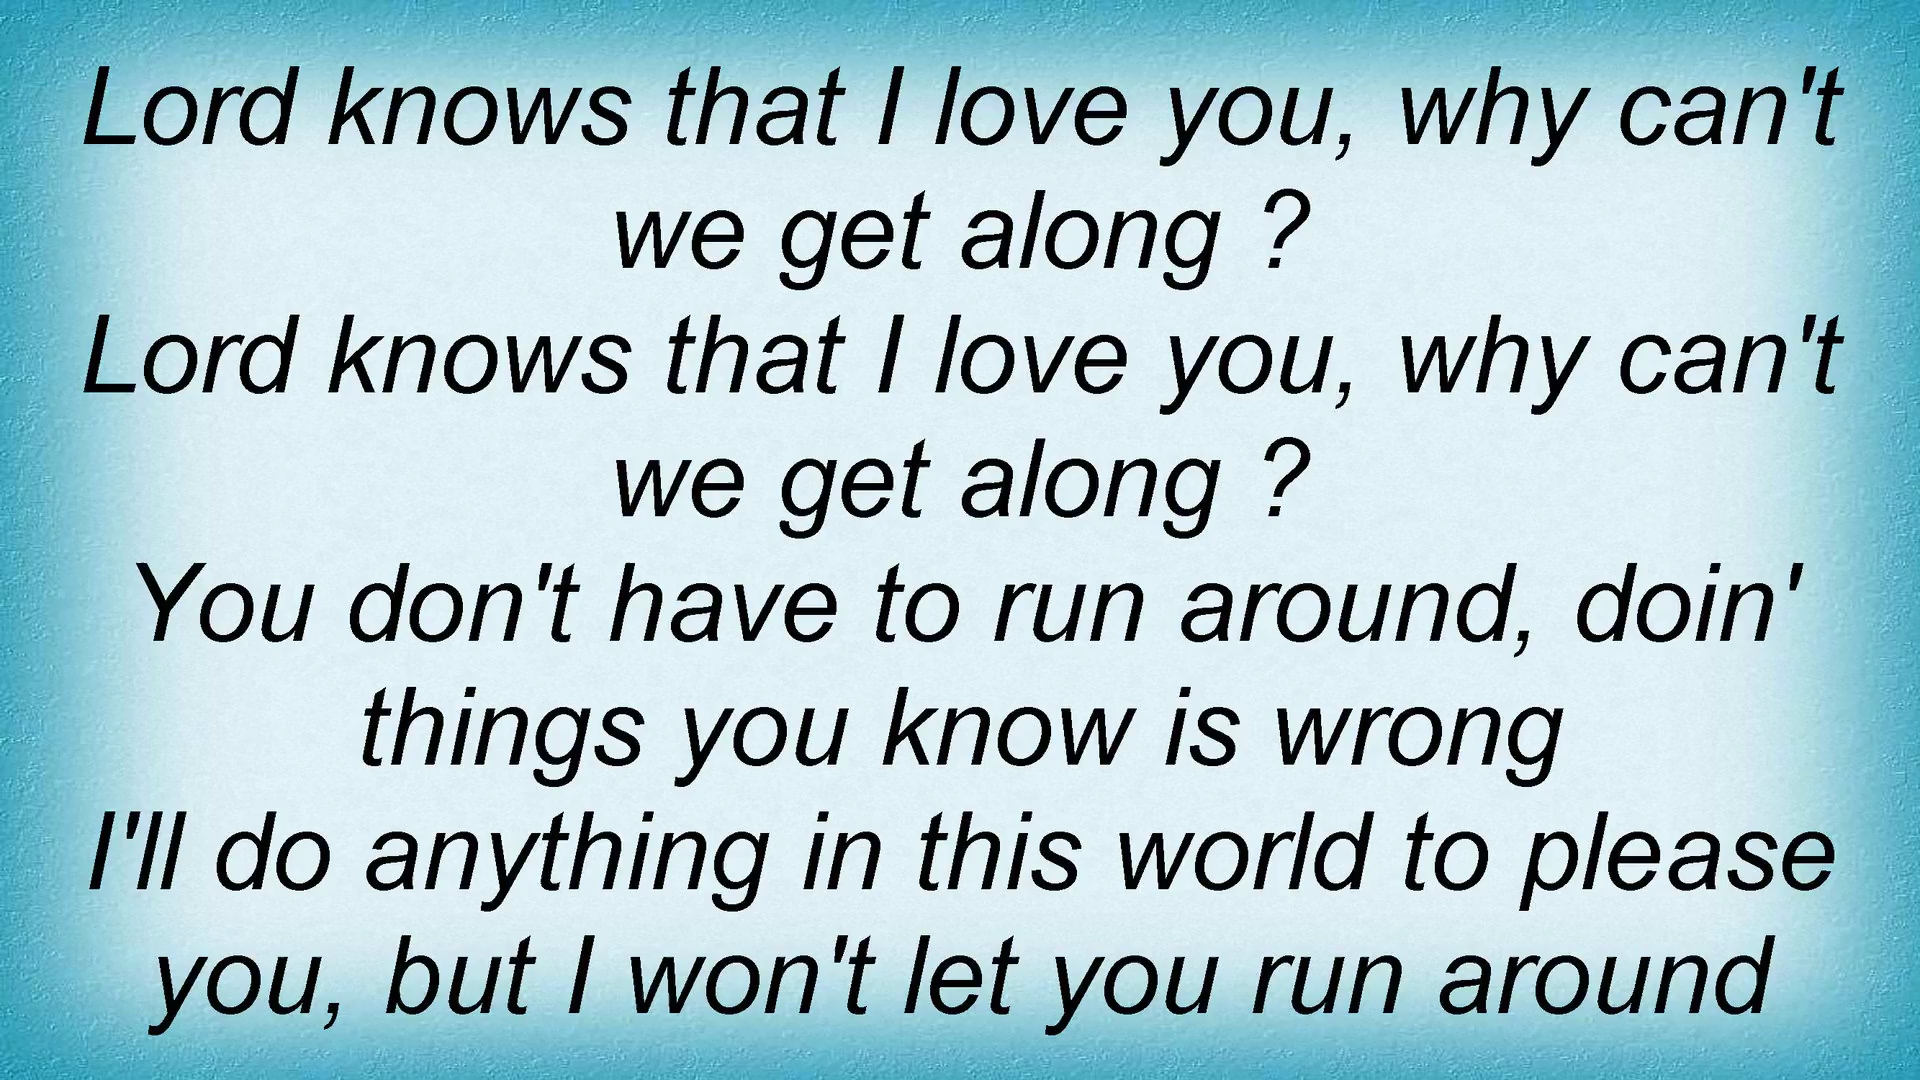 Lord knows that I love you, why can't
we get along ?
Lord knows that I love you, why can't
we get along ?
You don't have to run around, doin'
things you know is wrong
I'll do anything in this world to please
you, but I won't let you run around